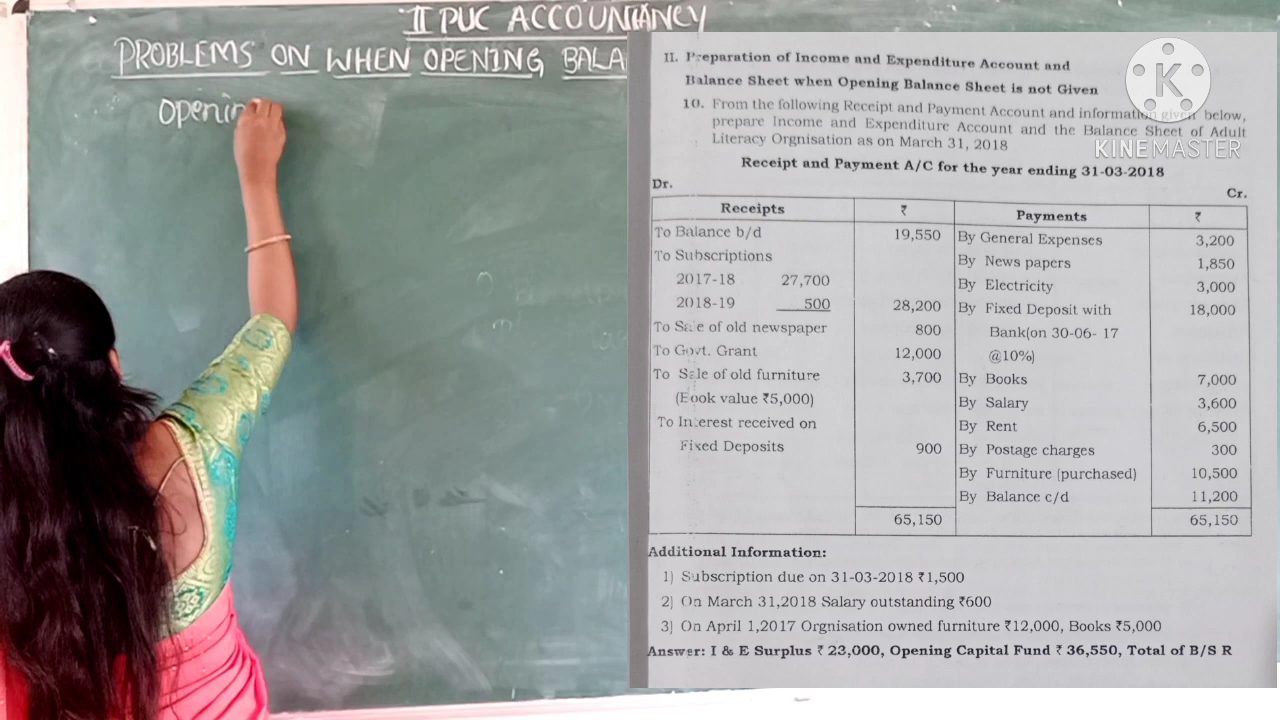 II PUC ACCOUNTANCY
PROBLEMS ON WHEN OPENING BALA
Openin
II. Preparation of Income and Expenditure Account and
Balance Sheet when Opening Balance Sheet is not Given
10. From the following Receipt and Payment Account and information given below,
prepare Income and Expenditure Account and the Balance Sheet of Adult
Literacy Orgnisation as on March 31, 2018
K
KINEMASTER
Receipt and Payment A/C for the year ending 31-03-2018
Dr. Cr.
Receipts ₹ Payments ₹
To Balance b/d 19,550 By General Expenses 3,200
To Subscriptions By News papers 1,850
2017-18 27,700 By Electricity 3,000
2018-19 500 28,200 By Fixed Deposit with 18,000
To Sale of old newspaper 800 Bank(on 30-06- 17
To Govt. Grant 12,000 @10%)
To Sale of old furniture 3,700 By Books 7,000
(Book value ₹5,000) By Salary 3,600
To Interest received on By Rent 6,500
Fixed Deposits 900 By Postage charges 300
By Furniture (purchased) 10,500
By Balance c/d 11,200
65,150 65,150
Additional Information:
1) Subscription due on 31-03-2018 ₹1,500
2) On March 31,2018 Salary outstanding ₹600
3) On April 1,2017 Orgnisation owned furniture ₹12,000, Books ₹5,000
Answer: I & E Surplus ₹ 23,000, Opening Capital Fund ₹ 36,550, Total of B/S R